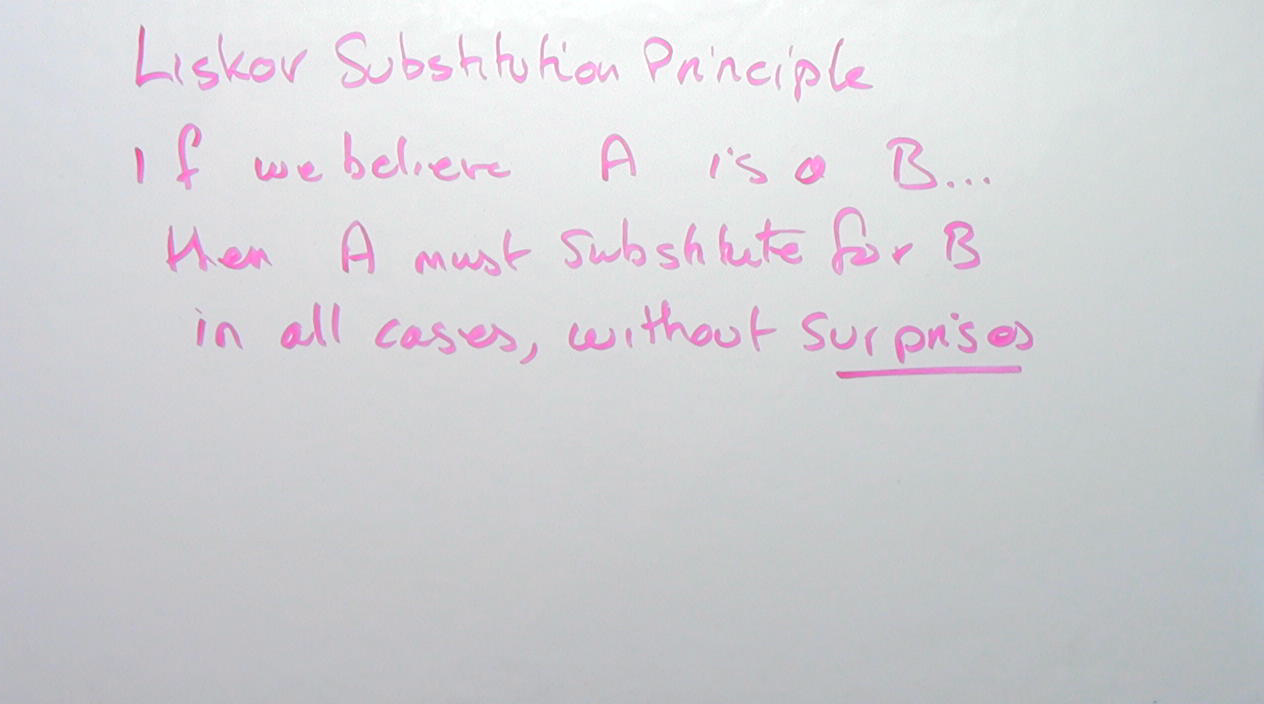 Liskov Substitution Principle
If we believe A is a B...
then A must substitute for B
in all cases, without surprises